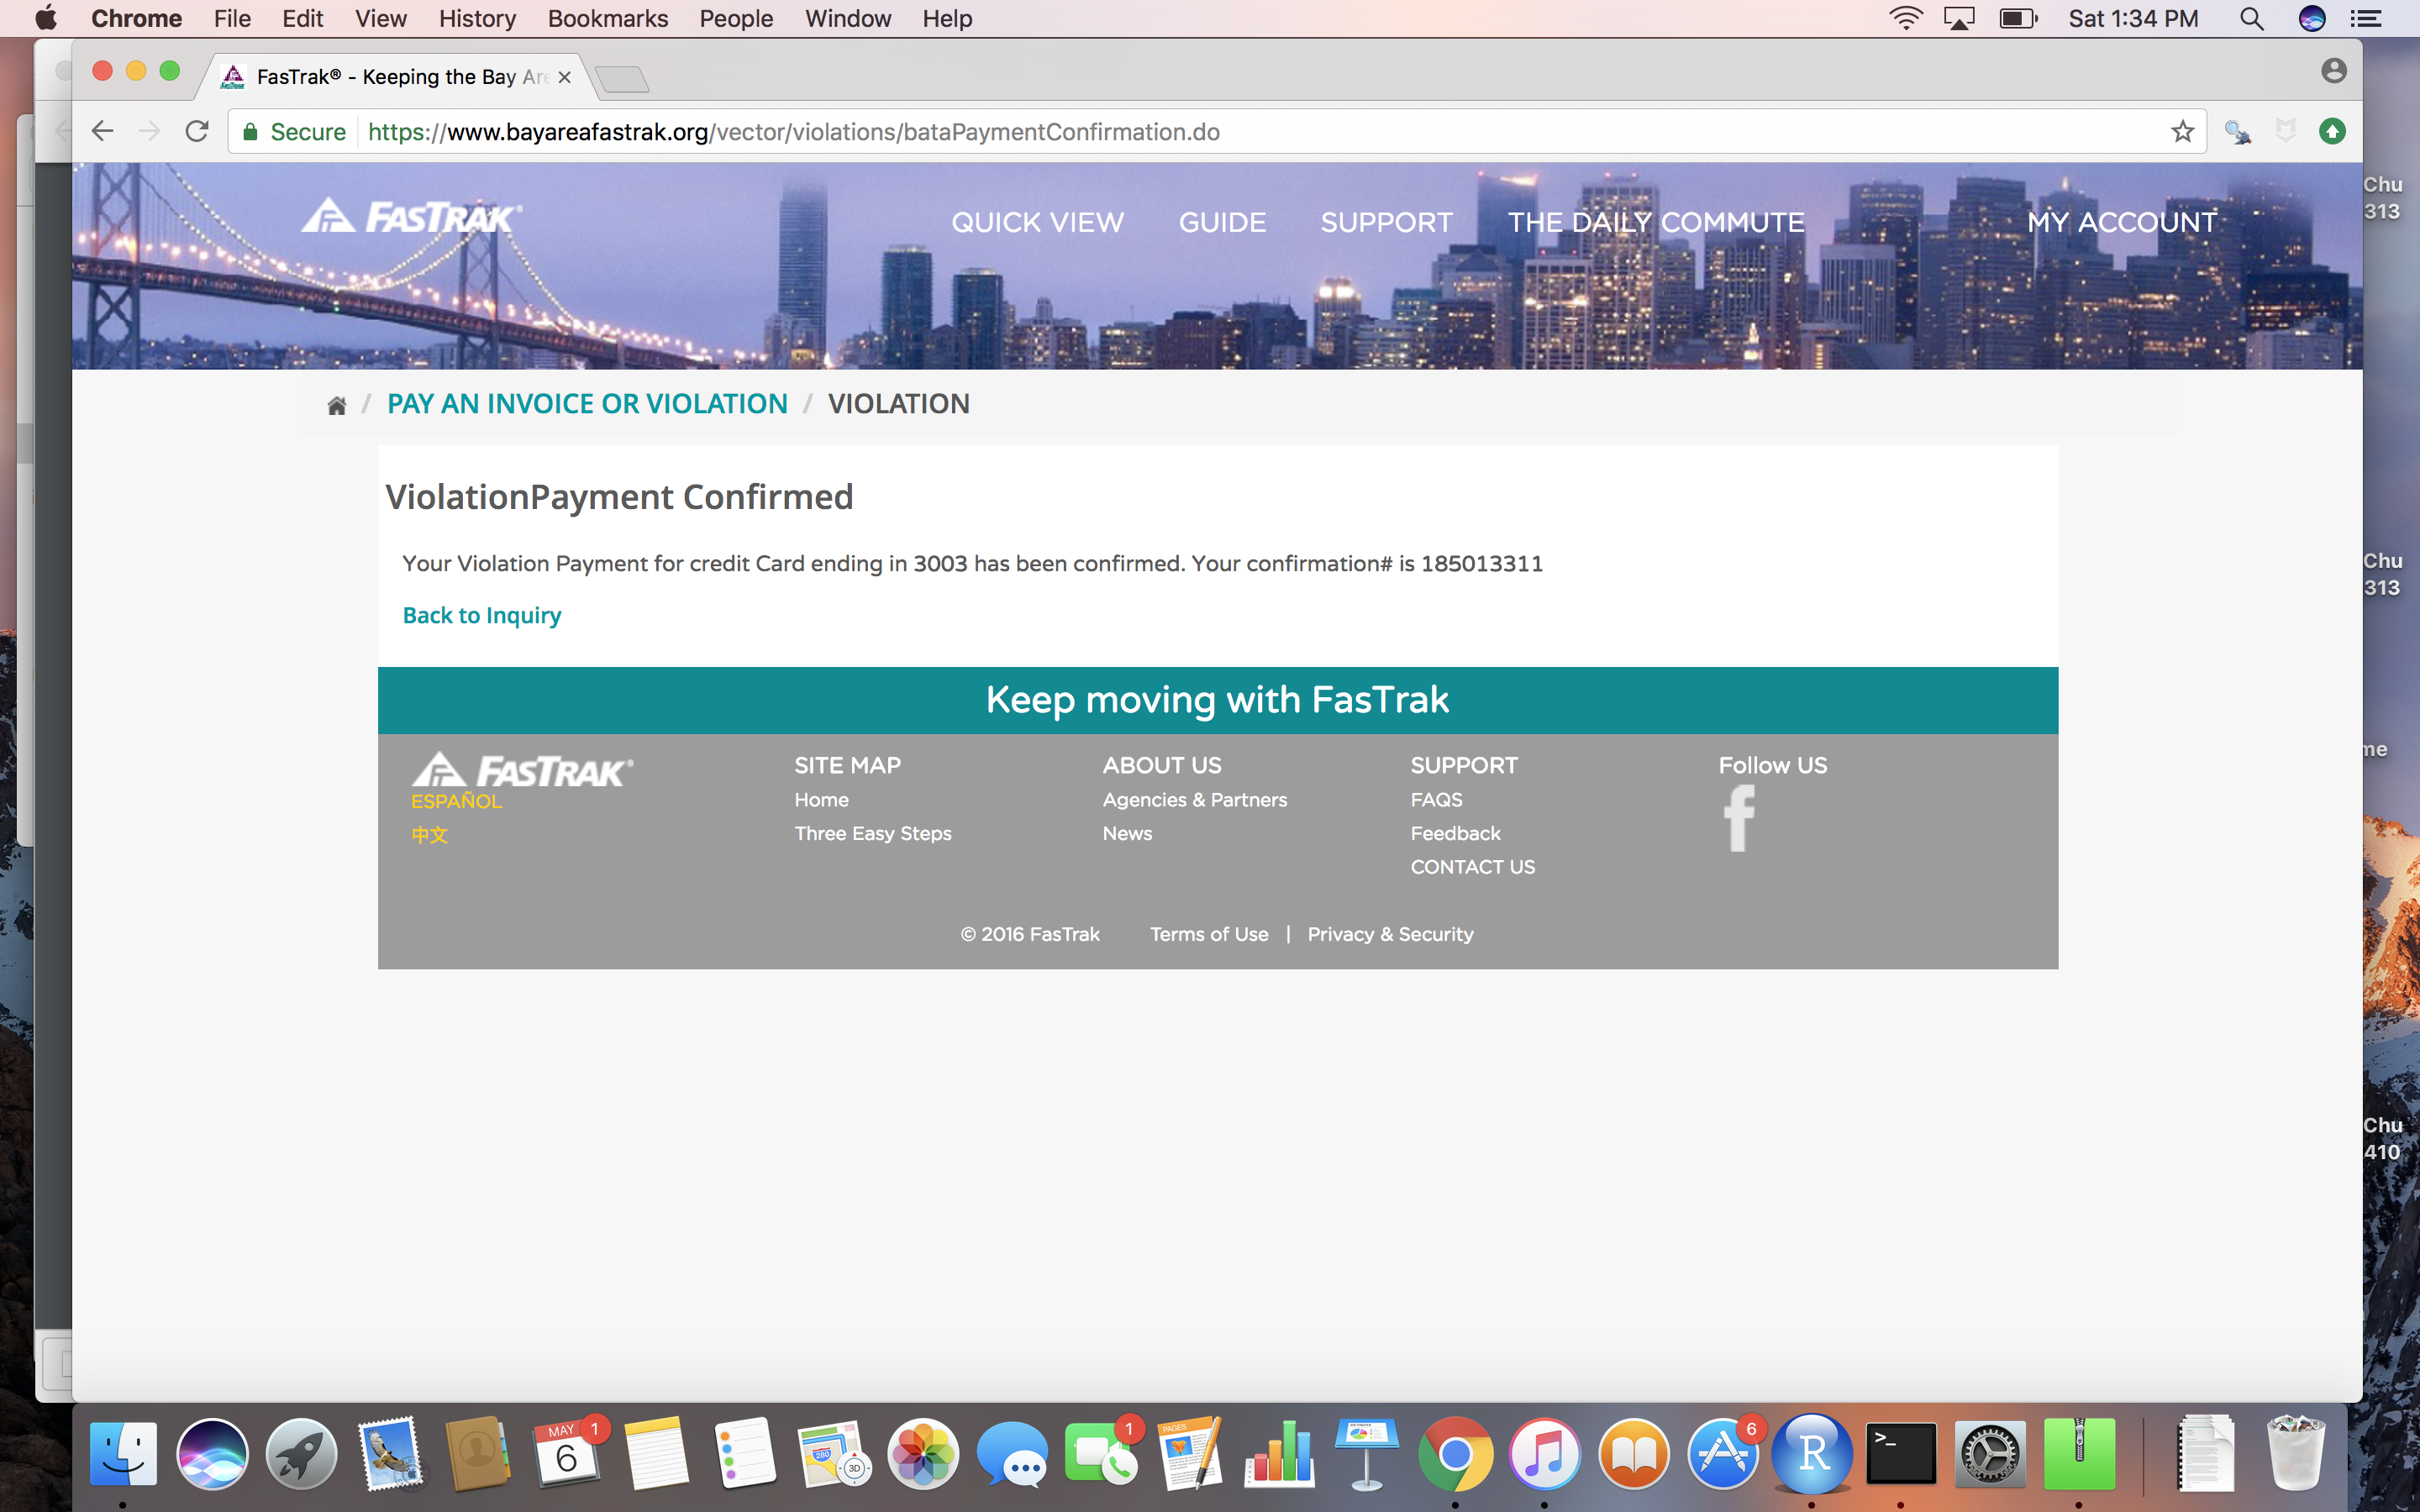 Chrome File Edit View History Bookmarks People Window Help Sat 1:34 PM
FasTrak® - Keeping the Bay Are
Secure https://www.bayareafastrak.org/vector/violations/bataPaymentConfirmation.do
FASTRAK® QUICK VIEW GUIDE SUPPORT THE DAILY COMMUTE MY ACCOUNT
Chu
313
/ PAY AN INVOICE OR VIOLATION / VIOLATION
ViolationPayment Confirmed
Your Violation Payment for credit Card ending in 3003 has been confirmed. Your confirmation# is 185013311
Chu
313
Back to Inquiry
Keep moving with FasTrak
me
FASTRAK®
ESPAÑOL
中文
SITE MAP
Home
Three Easy Steps
ABOUT US
Agencies & Partners
News
SUPPORT
FAQS
Feedback
CONTACT US
Follow US
© 2016 FasTrak Terms of Use | Privacy & Security
Chu
410
MAY
6
1
280
3D
1
PAGES
KEYNOTE
6
R
>_